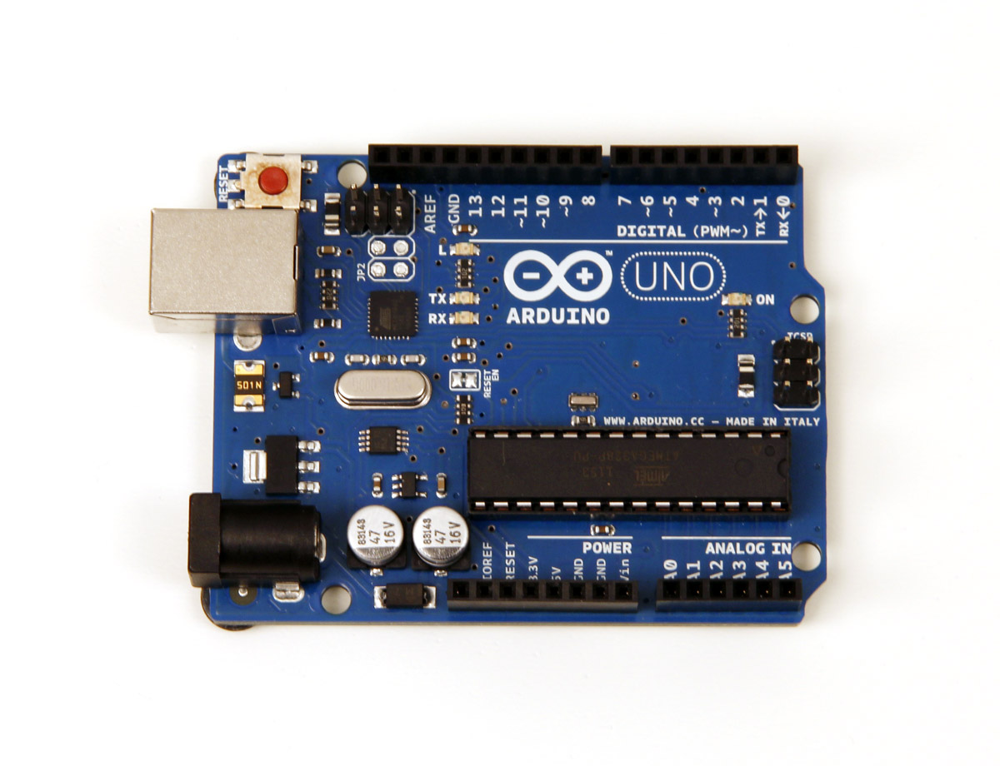 RESET
AREF
GND
13
12
~11
~10
~9
8
7
~6
~5
4
~3
2
TX→1
RX←0
DIGITAL (PWM~)
L
JP2
TX
RX
ARDUINO
™
UNO
ON
ICSP
501N
RESET
EN
WWW.ARDUINO.CC – MADE IN ITALY
ATMEL
83143
47
16V
83143
47
16V
POWER
IOREF
RESET
3.3V
5V
GND
GND
Vin
ANALOG IN
A0
A1
A2
A3
A4
A5